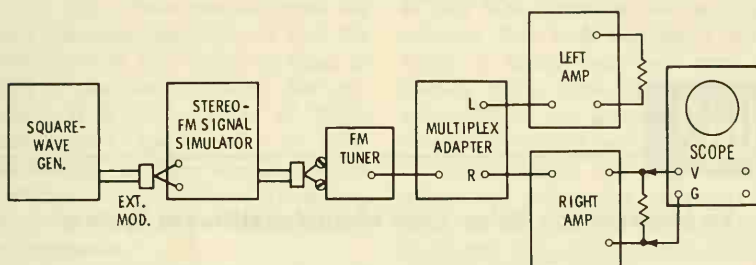 SQUARE-
WAVE
GEN.
EXT.
MOD.
STEREO-
FM SIGNAL
SIMULATOR
FM
TUNER
MULTIPLEX
ADAPTER
L
R
LEFT
AMP
RIGHT
AMP
SCOPE
V
G